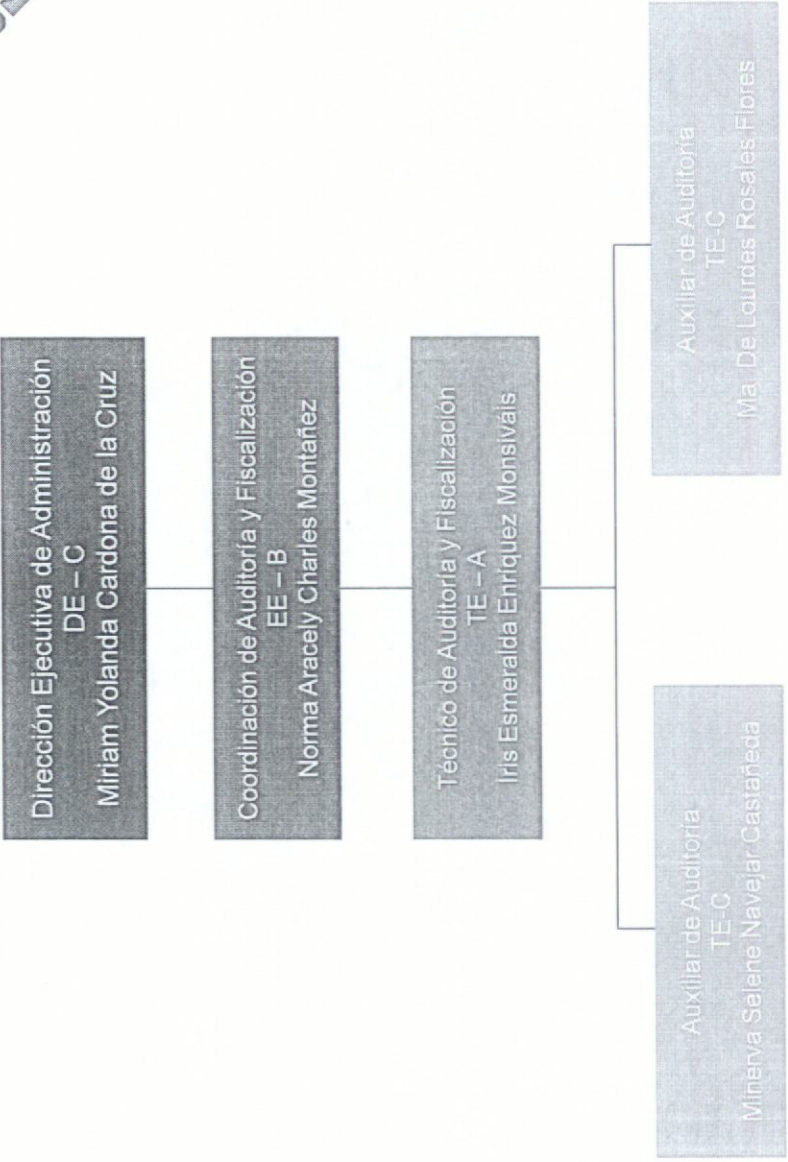 Dirección Ejecutiva de Administración
DE – C
Miriam Yolanda Cardona de la Cruz
Coordinación de Auditoría y Fiscalización
EE – B
Norma Aracely Charles Montañez
Técnico de Auditoría y Fiscalización
TE – A
Iris Esmeralda Enríquez Monsiváis
Auxiliar de Auditoría
TE-C
Minerva Selene Navejar Castañeda
Auxiliar de Auditoría
TE-C
Ma. De Lourdes Rosales Flores